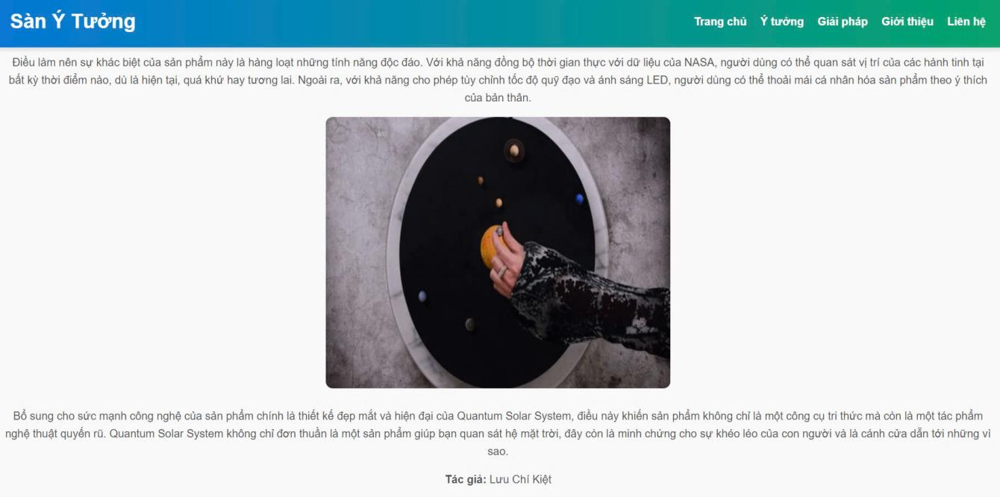 Sàn Ý Tưởng
Trang chủ Ý tưởng Giải pháp Giới thiệu Liên hệ
Điều làm nên sự khác biệt của sản phẩm này là hàng loạt những tính năng độc đáo. Với khả năng đồng bộ thời gian thực với dữ liệu của NASA, người dùng có thể quan sát vị trí của các hành tinh tại
bất kỳ thời điểm nào, dù là hiện tại, quá khứ hay tương lai. Ngoài ra, với khả năng cho phép tùy chỉnh tốc độ quỹ đạo và ánh sáng LED, người dùng có thể thoải mái cá nhân hóa sản phẩm theo ý thích
của bản thân.
Bổ sung cho sức mạnh công nghệ của sản phẩm chính là thiết kế đẹp mắt và hiện đại của Quantum Solar System, điều này khiến sản phẩm không chỉ là một công cụ tri thức mà còn là một tác phẩm
nghệ thuật quyến rũ. Quantum Solar System không chỉ đơn thuần là một sản phẩm giúp bạn quan sát hệ mặt trời, đây còn là minh chứng cho sự khéo léo của con người và là cánh cửa dẫn tới những vì
sao.
Tác giả: Lưu Chí Kiệt